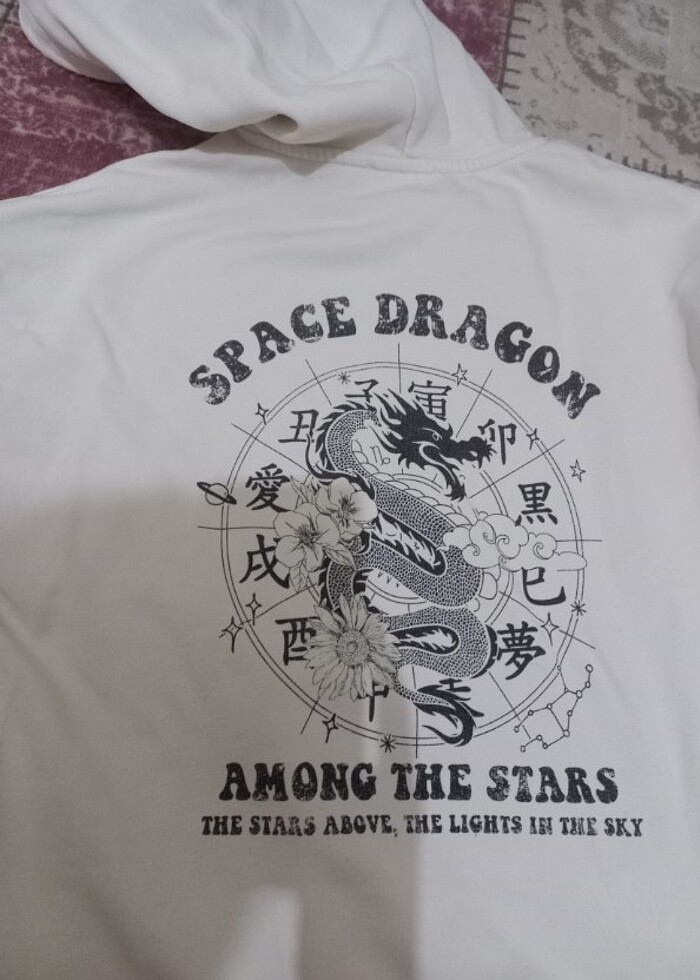 SPACE DRAGON
子 寅
丑 卯
愛 黒
戌 巳
酉 夢
AMONG THE STARS
THE STARS ABOVE, THE LIGHTS IN THE SKY